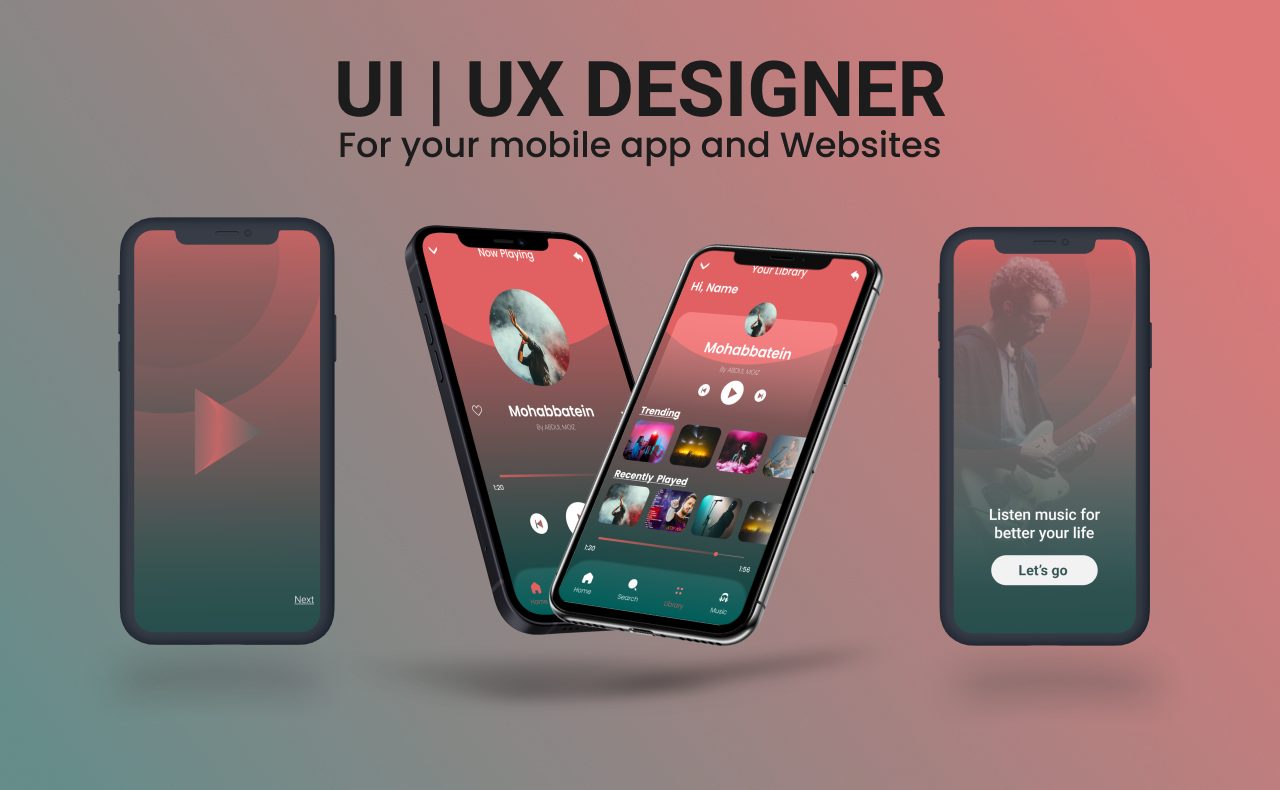 UI | UX DESIGNER
For your mobile app and Websites
Next
Now Playing
Mohabbatein
By ABDUL MOIZ
1:20
Home
Your Library
Hi, Name
Mohabbatein
By ABDUL MOIZ
Trending
Recently Played
1:20
1:56
Home
Search
Library
Music
Listen music for
better your life
Let's go